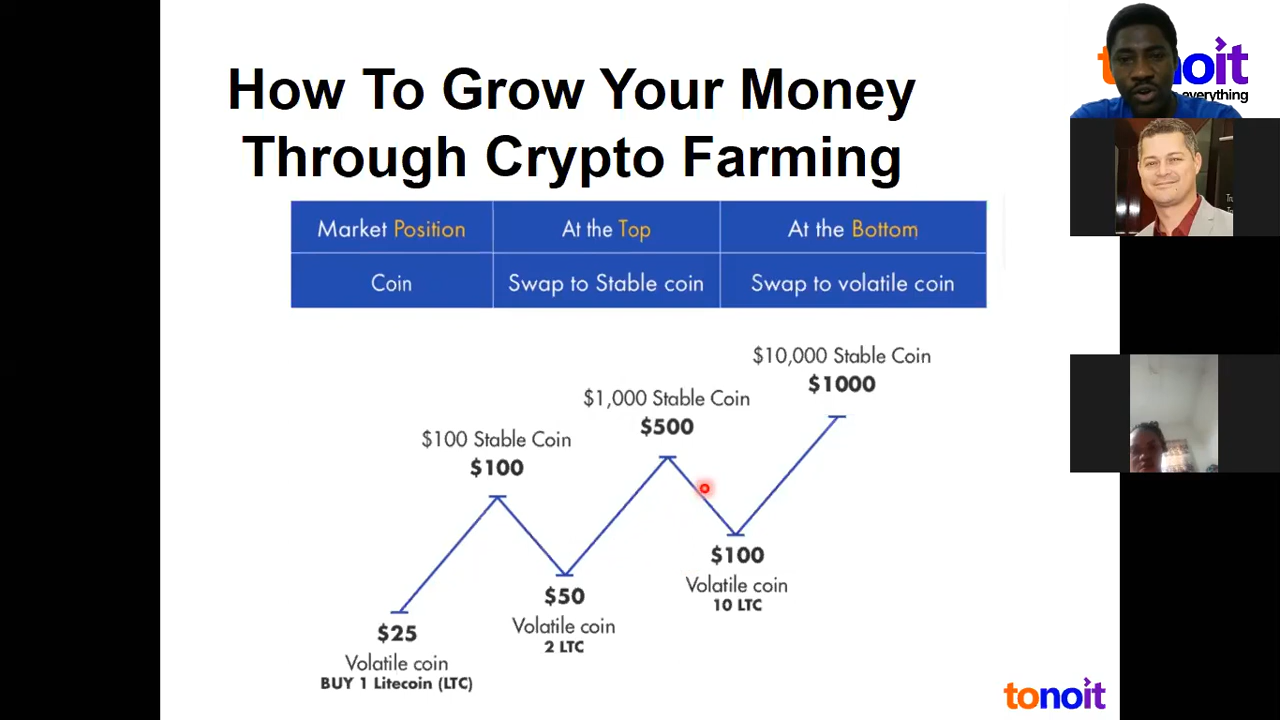 How To Grow Your Money
Through Crypto Farming
tonoit
everything
Market Position
At the Top
At the Bottom
Coin
Swap to Stable coin
Swap to volatile coin
$10,000 Stable Coin
$1000
$1,000 Stable Coin
$500
$100 Stable Coin
$100
$100
Volatile coin
10 LTC
$50
Volatile coin
2 LTC
$25
Volatile coin
BUY 1 Litecoin (LTC)
tonoit